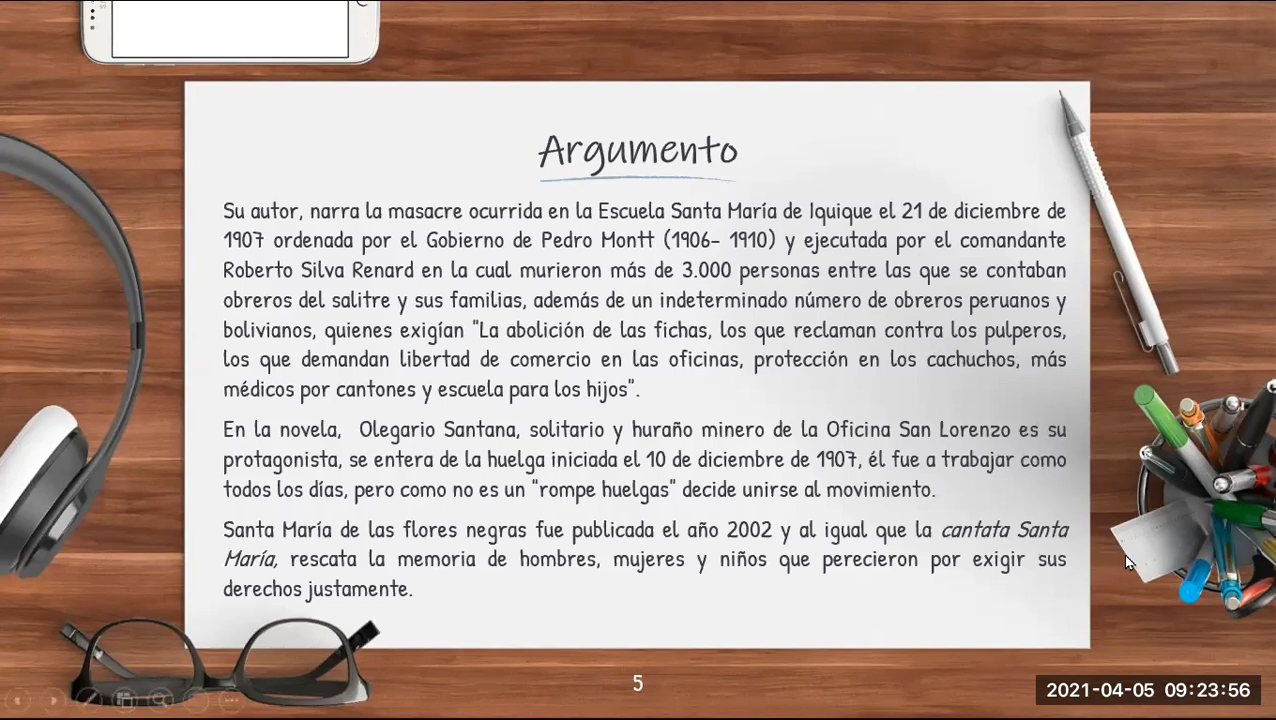 Argumento
Su autor, narra la masacre ocurrida en la Escuela Santa María de Iquique el 21 de diciembre de
1907 ordenada por el Gobierno de Pedro Montt (1906– 1910) y ejecutada por el comandante
Roberto Silva Renard en la cual murieron más de 3.000 personas entre las que se contaban
obreros del salitre y sus familias, además de un indeterminado número de obreros peruanos y
bolivianos, quienes exigían "La abolición de las fichas, los que reclaman contra los pulperos,
los que demandan libertad de comercio en las oficinas, protección en los cachuchos, más
médicos por cantones y escuela para los hijos".
En la novela, Olegario Santana, solitario y huraño minero de la Oficina San Lorenzo es su
protagonista, se entera de la huelga iniciada el 10 de diciembre de 1907, él fue a trabajar como
todos los días, pero como no es un "rompe huelgas" decide unirse al movimiento.
Santa María de las flores negras fue publicada el año 2002 y al igual que la cantata Santa
María, rescata la memoria de hombres, mujeres y niños que perecieron por exigir sus
derechos justamente.
5
2021-04-05 09:23:56